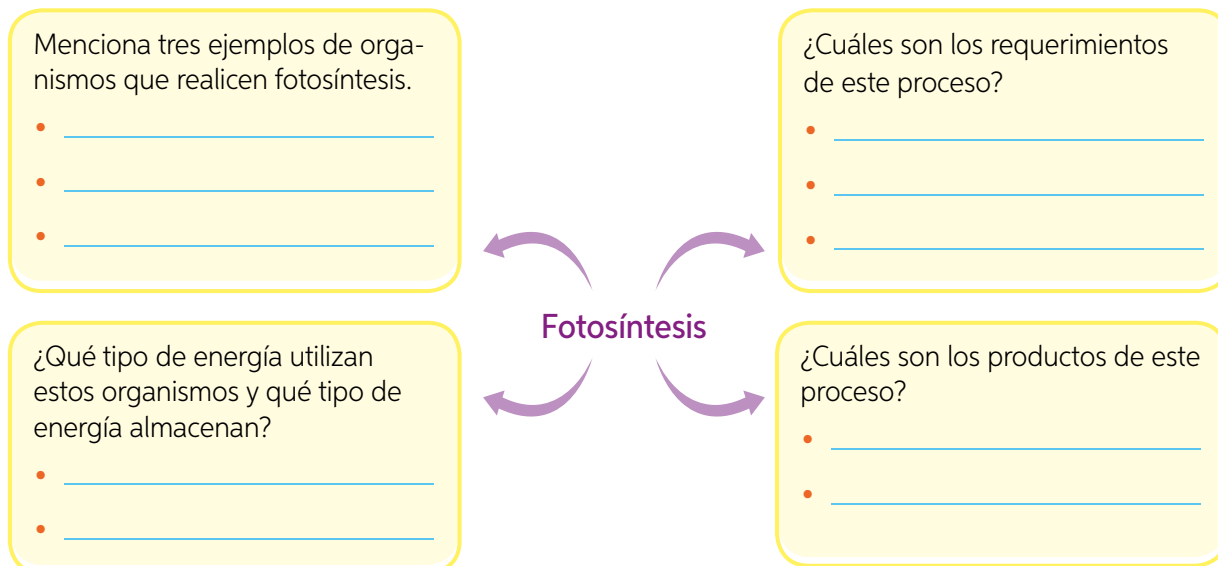 Menciona tres ejemplos de orga-
nismos que realicen fotosíntesis.
•
•
•
¿Cuáles son los requerimientos
de este proceso?
•
•
•
Fotosíntesis
¿Qué tipo de energía utilizan
estos organismos y qué tipo de
energía almacenan?
•
•
¿Cuáles son los productos de este
proceso?
•
•